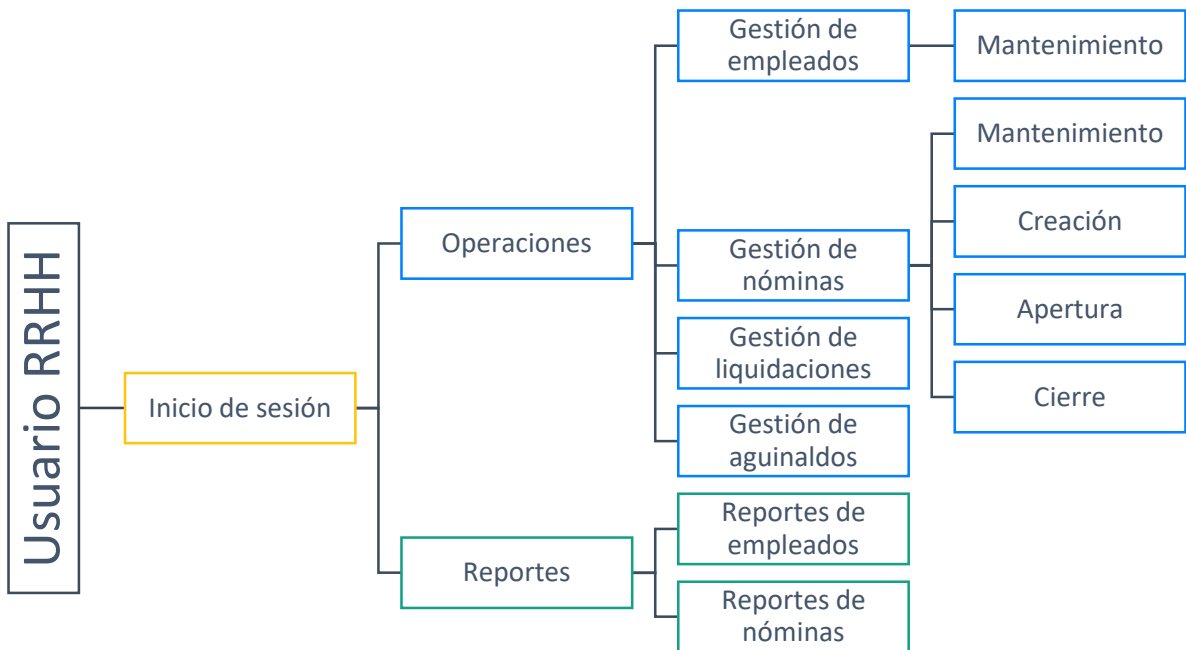 Usuario RRHH
Inicio de sesión
Operaciones
Gestión de
empleados
Mantenimiento
Gestión de
nóminas
Mantenimiento
Creación
Apertura
Cierre
Gestión de
liquidaciones
Gestión de
aguinaldos
Reportes
Reportes de
empleados
Reportes de
nóminas